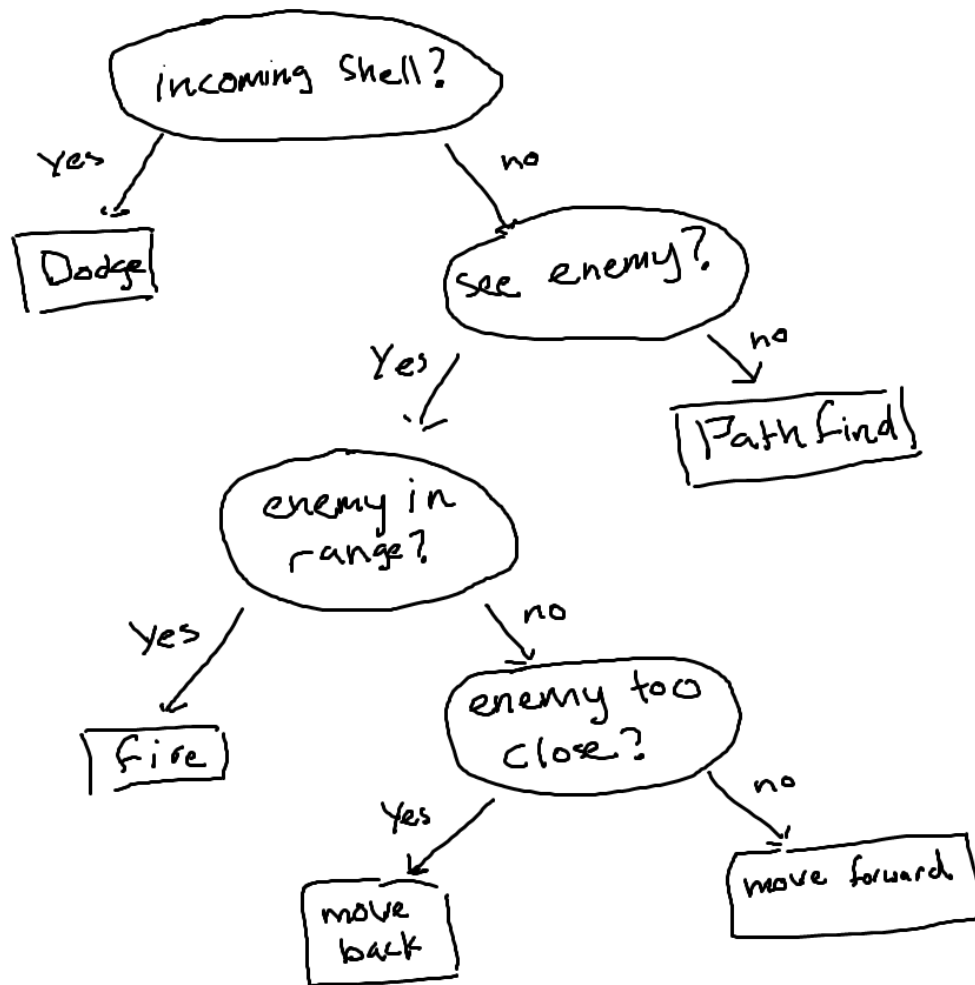 incoming Shell?
Yes
no
Dodge
see enemy?
Yes
no
Path find
enemy in
range?
Yes
no
fire
enemy too
close?
Yes
no
move
back
move forward